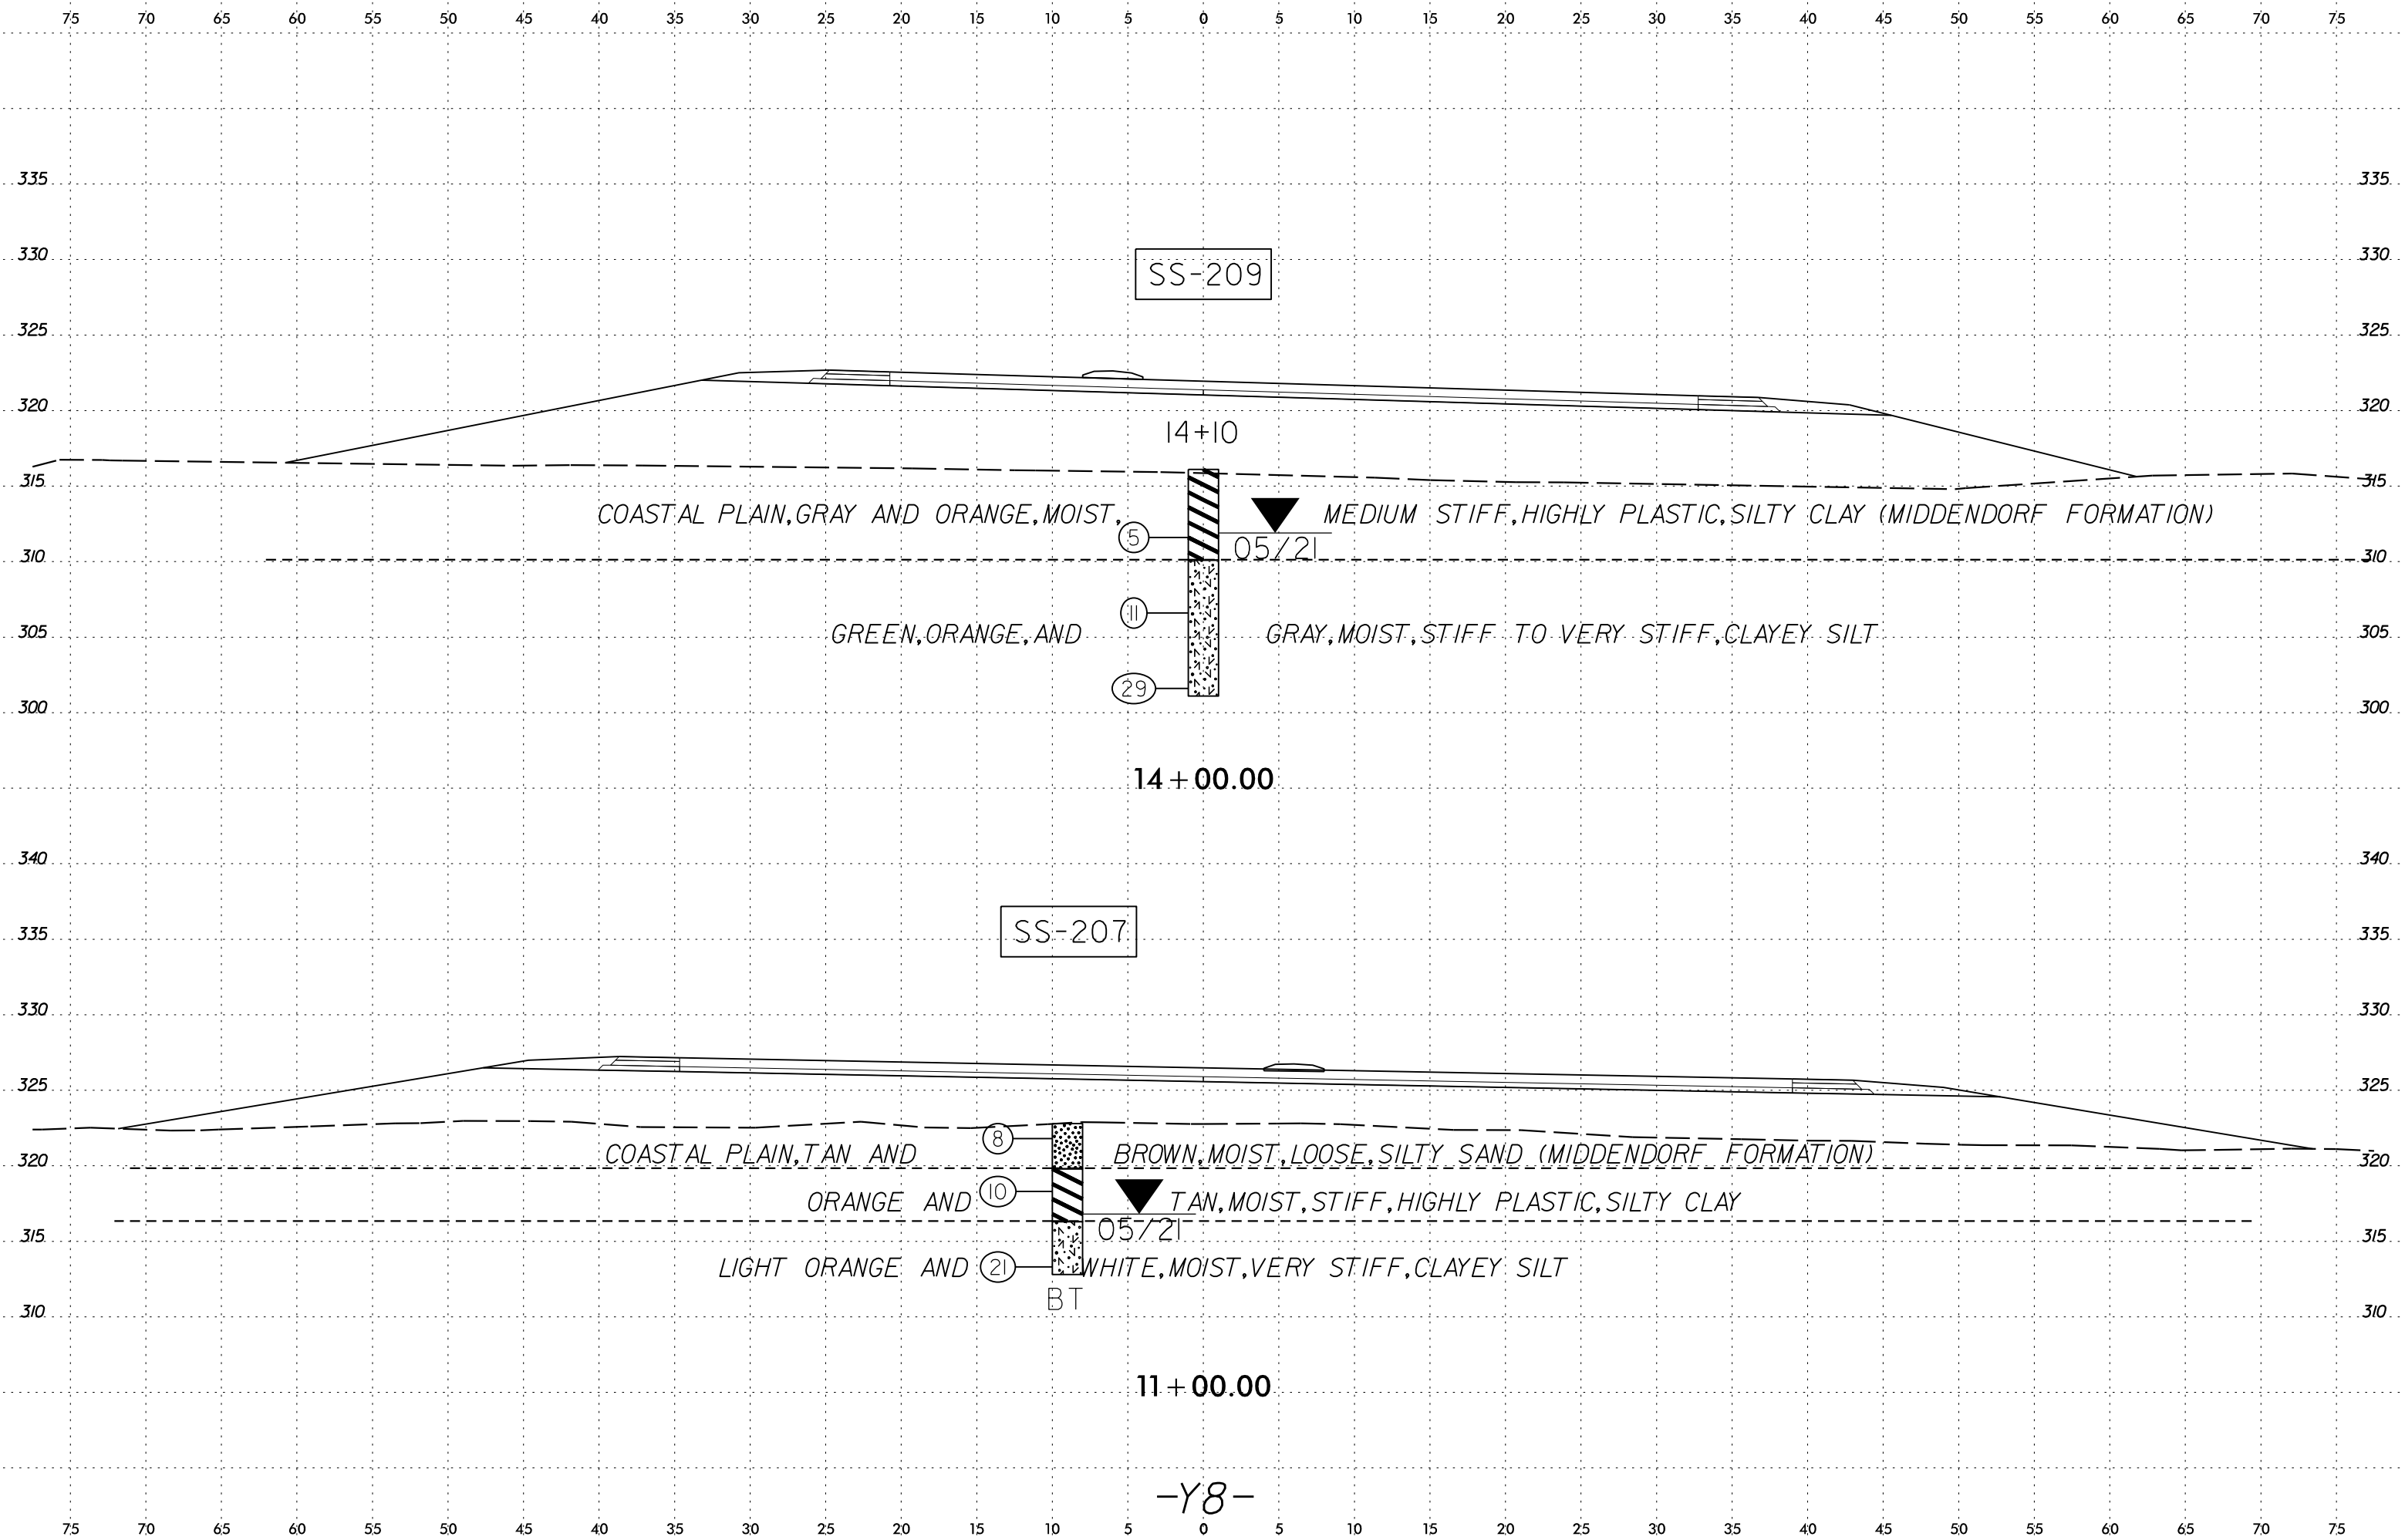 75 70 65 60 55 50 45 40 35 30 25 20 15 10 5 0 5 10 15 20 25 30 35 40 45 50 55 60 65 70 75
335 335
330 330
SS-209
325 325
320 320
14+10
315 315
COASTAL PLAIN, GRAY AND ORANGE, MOIST, MEDIUM STIFF, HIGHLY PLASTIC, SILTY CLAY (MIDDENDORF FORMATION)
5 05/21
310 310
11
GREEN, ORANGE, AND GRAY, MOIST, STIFF TO VERY STIFF, CLAYEY SILT
305 305
29
300 300
14+00.00
340 340
SS-207
335 335
330 330
325 325
8
COASTAL PLAIN, TAN AND BROWN, MOIST, LOOSE, SILTY SAND (MIDDENDORF FORMATION)
320 320
ORANGE AND 10 TAN, MOIST, STIFF, HIGHLY PLASTIC, SILTY CLAY
05/21
315 315
LIGHT ORANGE AND 21 WHITE, MOIST, VERY STIFF, CLAYEY SILT
BT
310 310
11+00.00
-Y8-
75 70 65 60 55 50 45 40 35 30 25 20 15 10 5 0 5 10 15 20 25 30 35 40 45 50 55 60 65 70 75